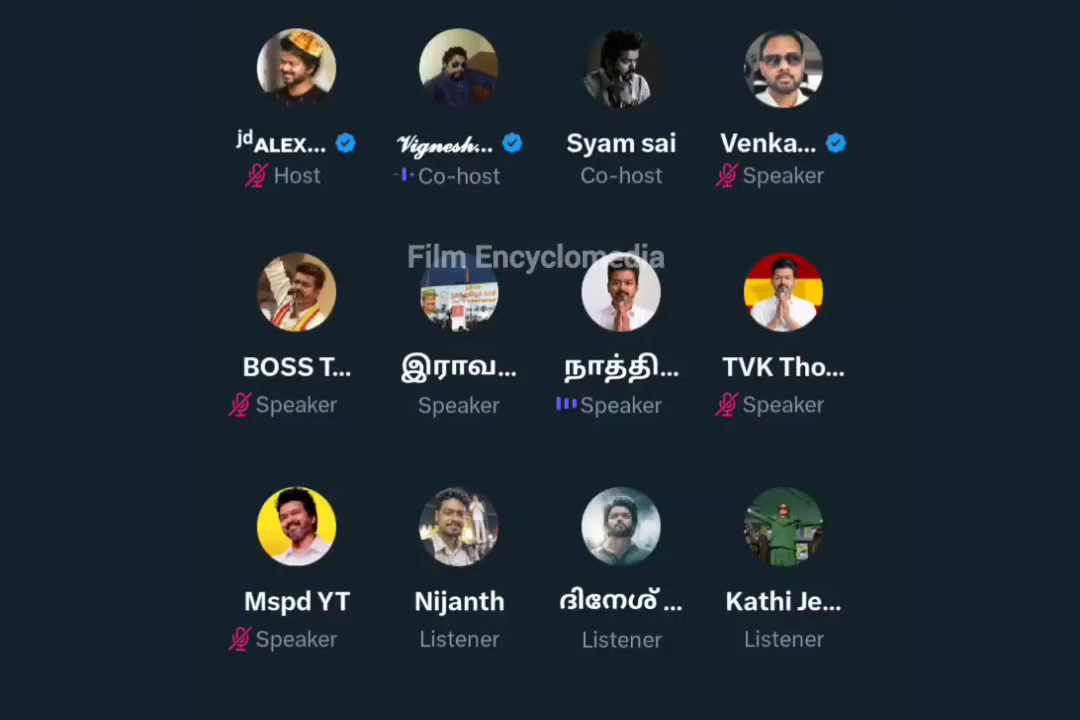 jdALEX... Vignesh... Syam sai Venka...
Host Co-host Co-host Speaker
Film Encyclomedia
BOSS T... இராவ... நாத்தி... TVK Tho...
Speaker Speaker Speaker Speaker
Mspd YT Nijanth ദിനേശ് ... Kathi Je...
Speaker Listener Listener Listener